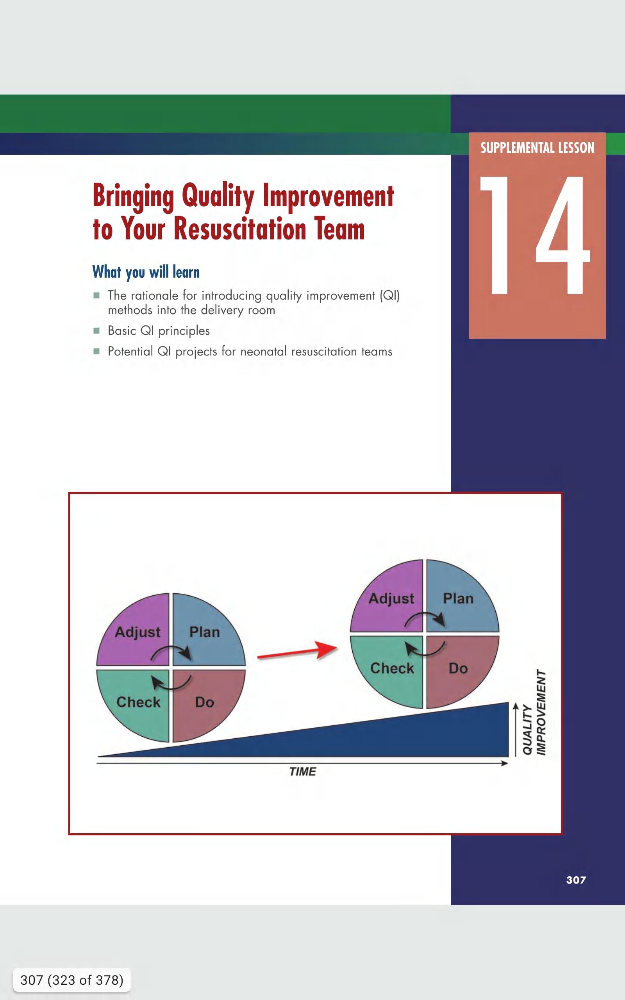 SUPPLEMENTAL LESSON
14
Bringing Quality Improvement
to Your Resuscitation Team
What you will learn
■ The rationale for introducing quality improvement (QI)
methods into the delivery room
■ Basic QI principles
■ Potential QI projects for neonatal resuscitation teams
Adjust Plan
Check Do
Adjust Plan
Check Do
QUALITY
IMPROVEMENT
TIME
307
307 (323 of 378)